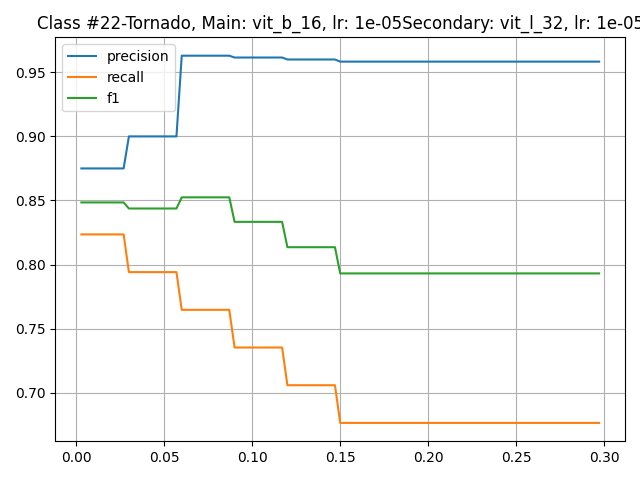 Class #22-Tornado, Main: vit_b_16, lr: 1e-05Secondary: vit_l_32, lr: 1e-05
precision
recall
f1
0.95
0.90
0.85
0.80
0.75
0.70
0.00 0.05 0.10 0.15 0.20 0.25 0.30